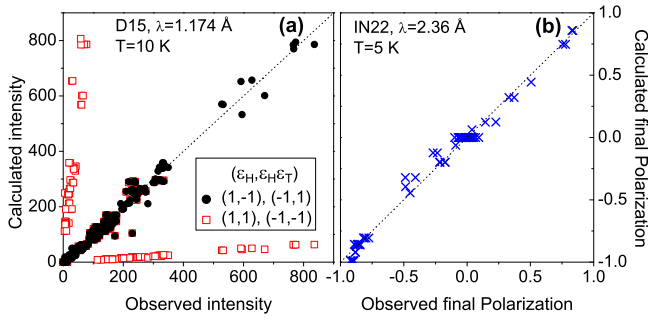 D15, λ=1.174 Å (a)
T=10 K
800
600
400
200
0
Calculated intensity
(εH,εHεT)
(1,-1), (-1,1)
(1,1), (-1,-1)
0 200 400 600 800
Observed intensity
IN22, λ=2.36 Å (b)
T=5 K
1.0
0.5
0.0
-0.5
-1.0
Calculated final Polarization
-1.0 -0.5 0.0 0.5 1.0
Observed final Polarization